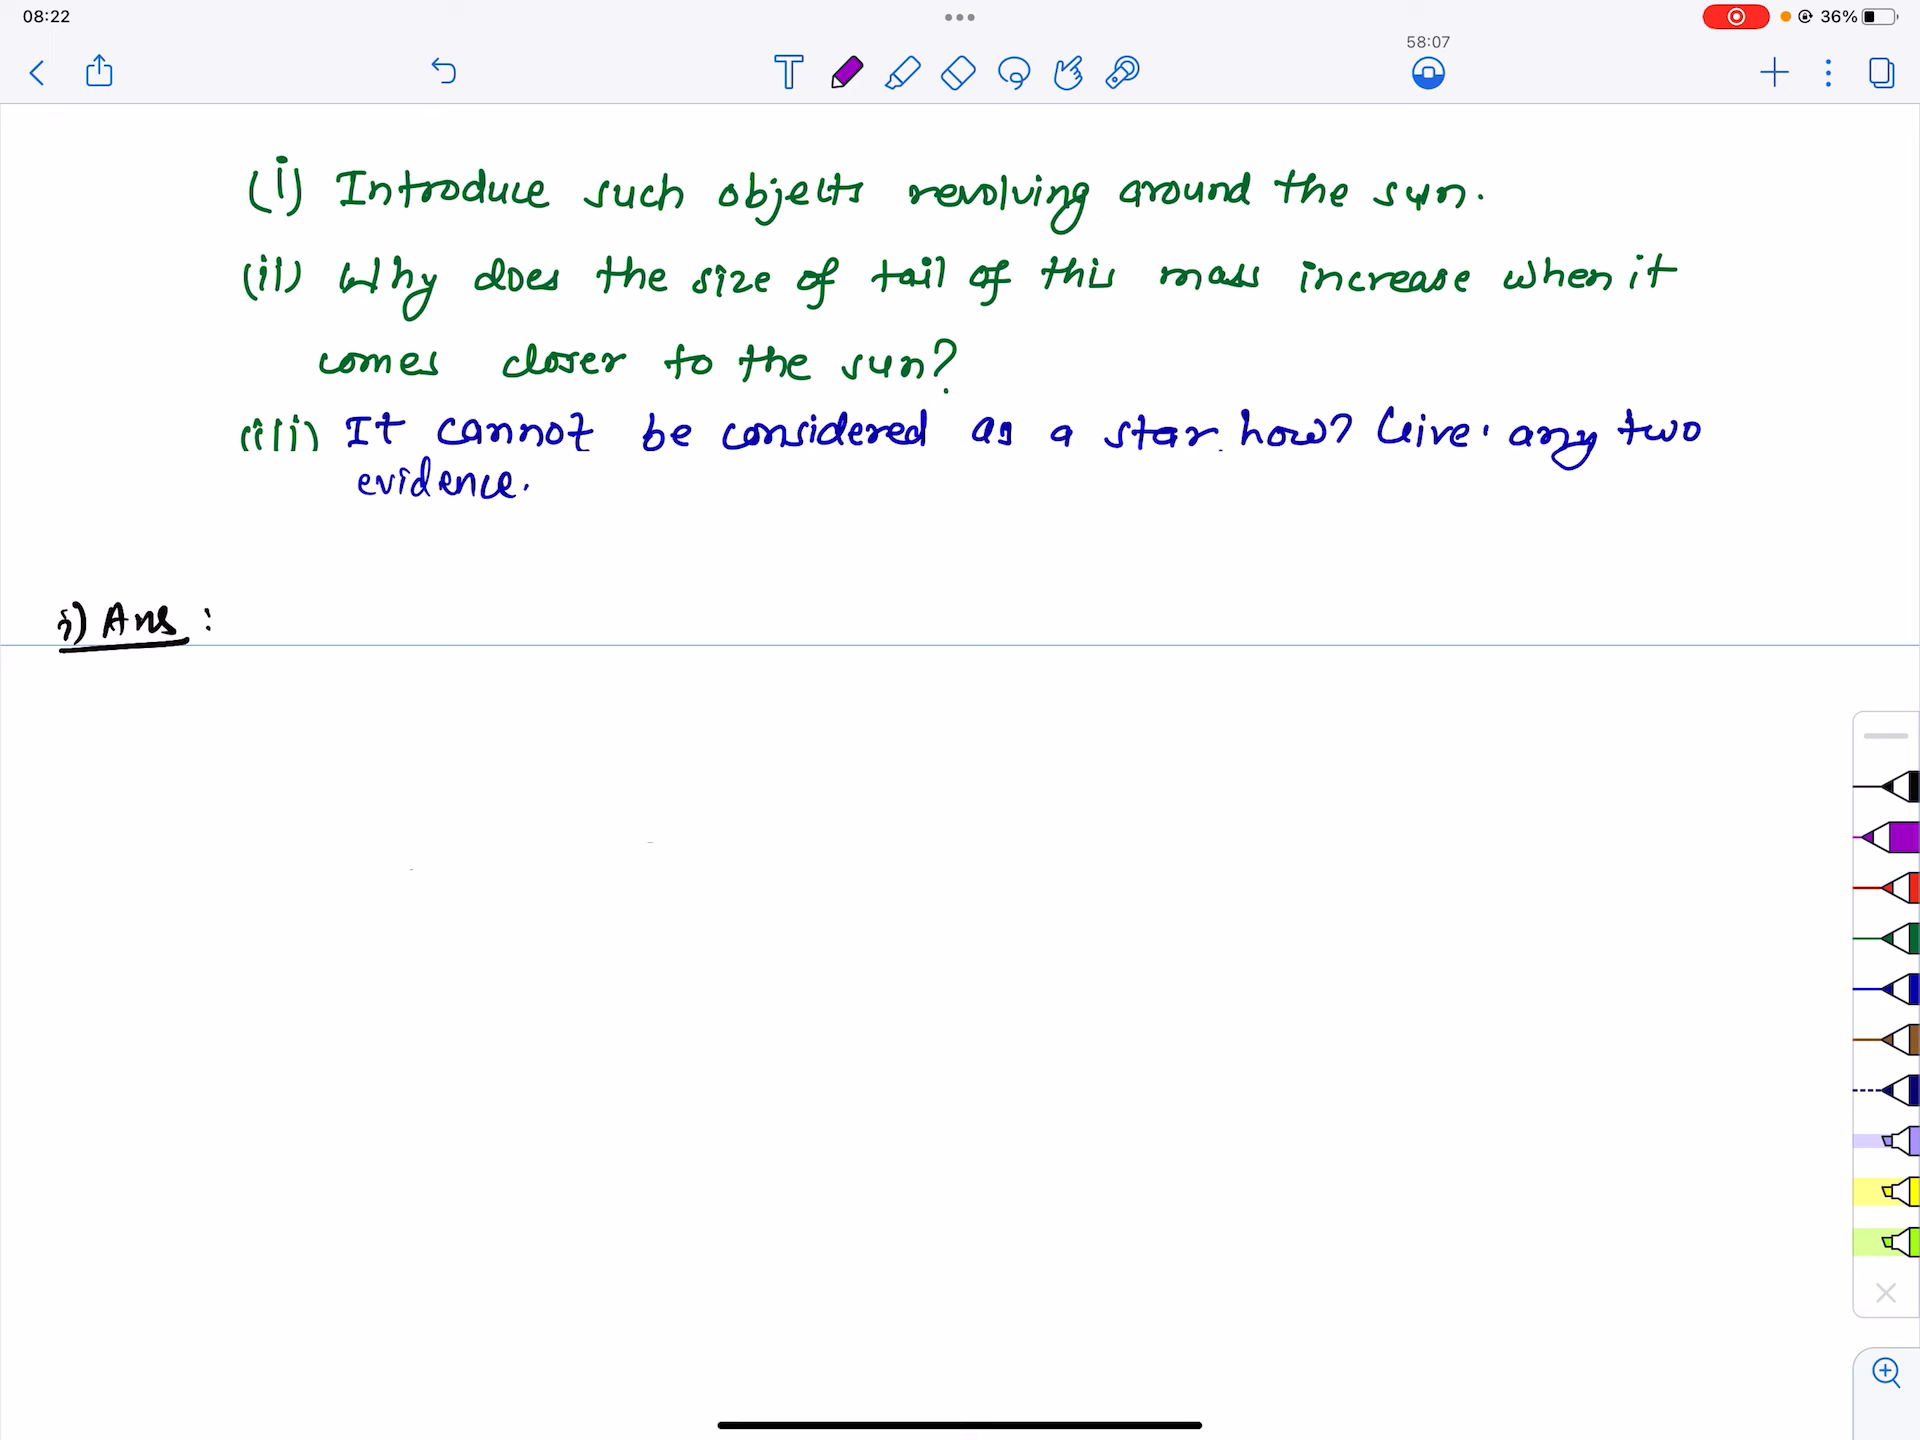 08:22
36%
58:07
(i) Introduce such objects revolving around the sun.
(ii) Why does the size of tail of this mass increase when it
comes closer to the sun?
(iii) It cannot be considered as a star. how? Give any two
evidence.
i) Ans :